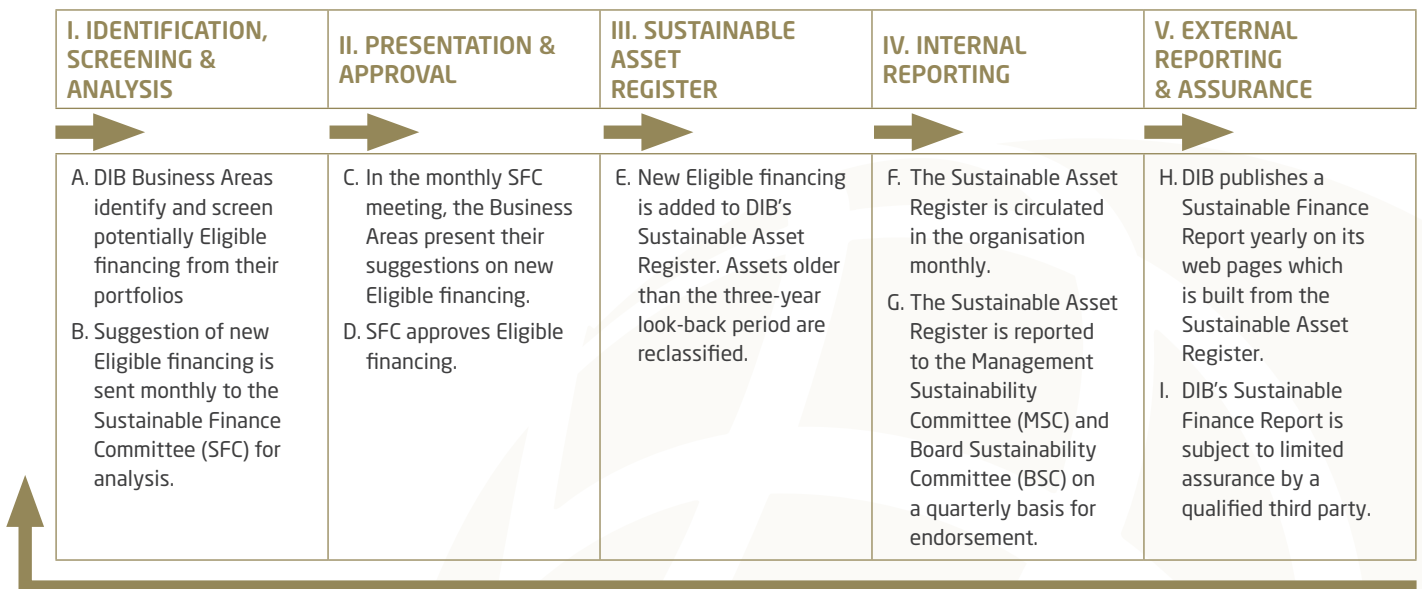 I. IDENTIFICATION,
SCREENING &
ANALYSIS
II. PRESENTATION &
APPROVAL
III. SUSTAINABLE
ASSET
REGISTER
IV. INTERNAL
REPORTING
V. EXTERNAL
REPORTING
& ASSURANCE
A. DIB Business Areas
identify and screen
potentially Eligible
financing from their
portfolios
B. Suggestion of new
Eligible financing is
sent monthly to the
Sustainable Finance
Committee (SFC) for
analysis.
C. In the monthly SFC
meeting, the Business
Areas present their
suggestions on new
Eligible financing.
D. SFC approves Eligible
financing.
E. New Eligible financing
is added to DIB's
Sustainable Asset
Register. Assets older
than the three-year
look-back period are
reclassified.
F. The Sustainable Asset
Register is circulated
in the organisation
monthly.
G. The Sustainable Asset
Register is reported
to the Management
Sustainability
Committee (MSC) and
Board Sustainability
Committee (BSC) on
a quarterly basis for
endorsement.
H. DIB publishes a
Sustainable Finance
Report yearly on its
web pages which
is built from the
Sustainable Asset
Register.
I. DIB's Sustainable
Finance Report is
subject to limited
assurance by a
qualified third party.